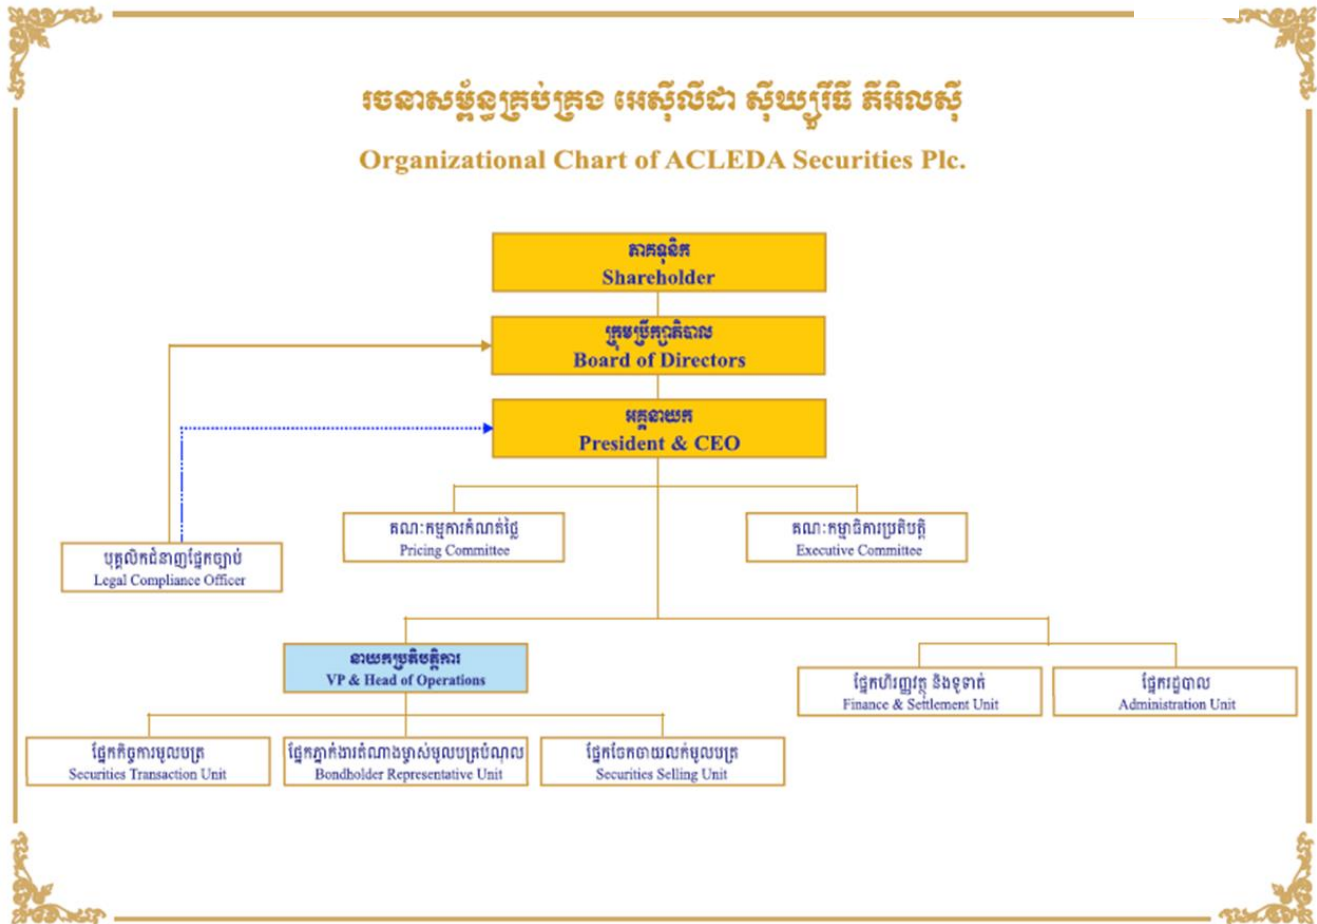 រចនាសម្ព័ន្ធគ្រប់គ្រង អេស៊ីលីដា ស៊ីឃ្យួរីធី ភីអិលស៊ី
Organizational Chart of ACLEDA Securities Plc.
ភាគទុនិក
Shareholder
ក្រុមប្រឹក្សាភិបាល
Board of Directors
អគ្គនាយក
President & CEO
គណៈកម្មការកំណត់ថ្លៃ
Pricing Committee
គណៈកម្មាធិការប្រតិបត្តិ
Executive Committee
បុគ្គលិកជំនាញផ្នែកច្បាប់
Legal Compliance Officer
នាយកប្រតិបត្តិការ
VP & Head of Operations
ផ្នែកហិរញ្ញវត្ថុ និងទូទាត់
Finance & Settlement Unit
ផ្នែករដ្ឋបាល
Administration Unit
ផ្នែកកិច្ចការមូលបត្រ
Securities Transaction Unit
ផ្នែកភ្នាក់ងារតំណាងម្ចាស់មូលបត្របំណុល
Bondholder Representative Unit
ផ្នែកចែកចាយលក់មូលបត្រ
Securities Selling Unit